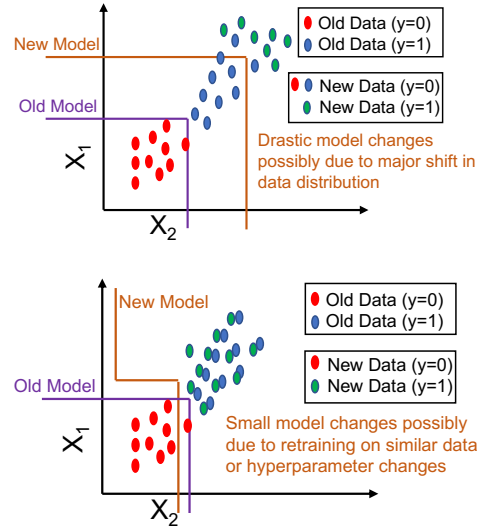 Old Data (y=0)
Old Data (y=1)
New Model
New Data (y=0)
New Data (y=1)
Old Model
Drastic model changes
possibly due to major shift in
data distribution
X1
X2
New Model
Old Data (y=0)
Old Data (y=1)
New Data (y=0)
New Data (y=1)
Old Model
Small model changes possibly
due to retraining on similar data
or hyperparameter changes
X1
X2